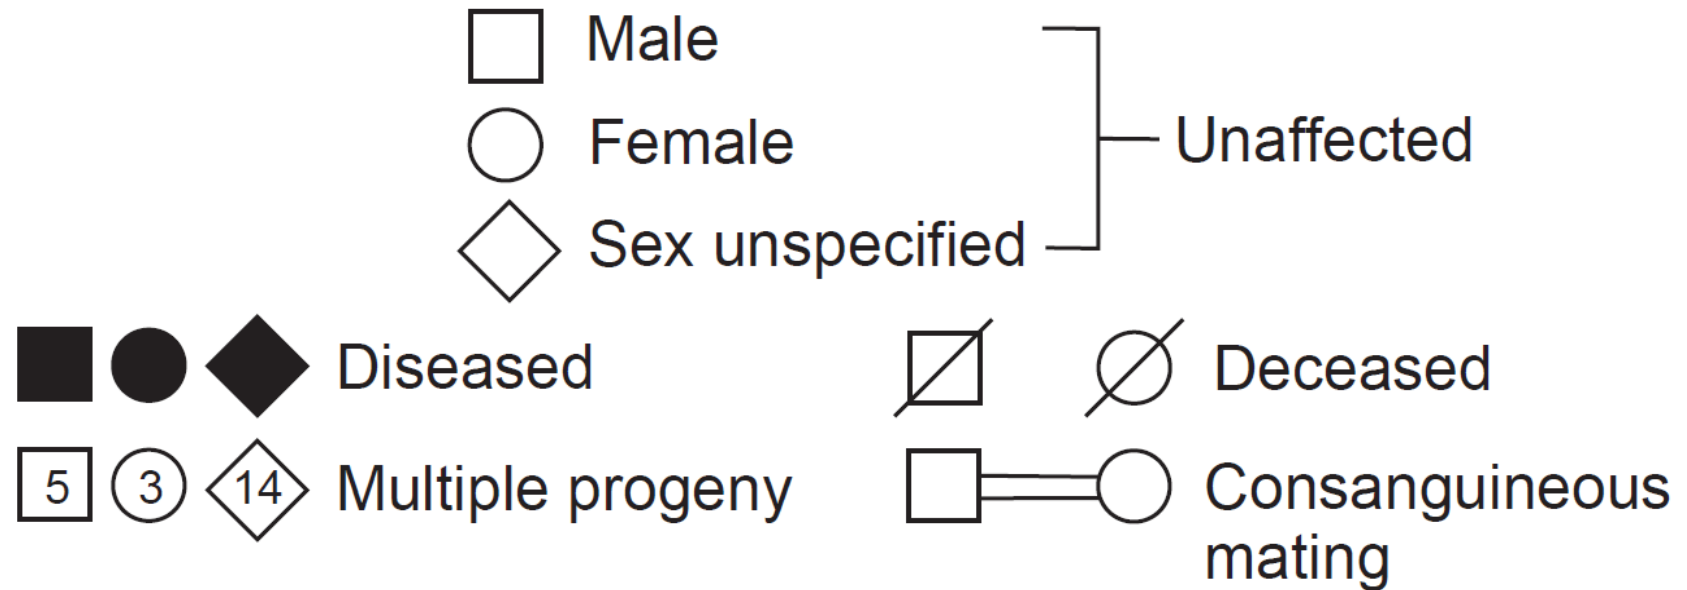 Male
Female
Unaffected
Sex unspecified
Diseased
Deceased
5 3 14 Multiple progeny
Consanguineous
mating